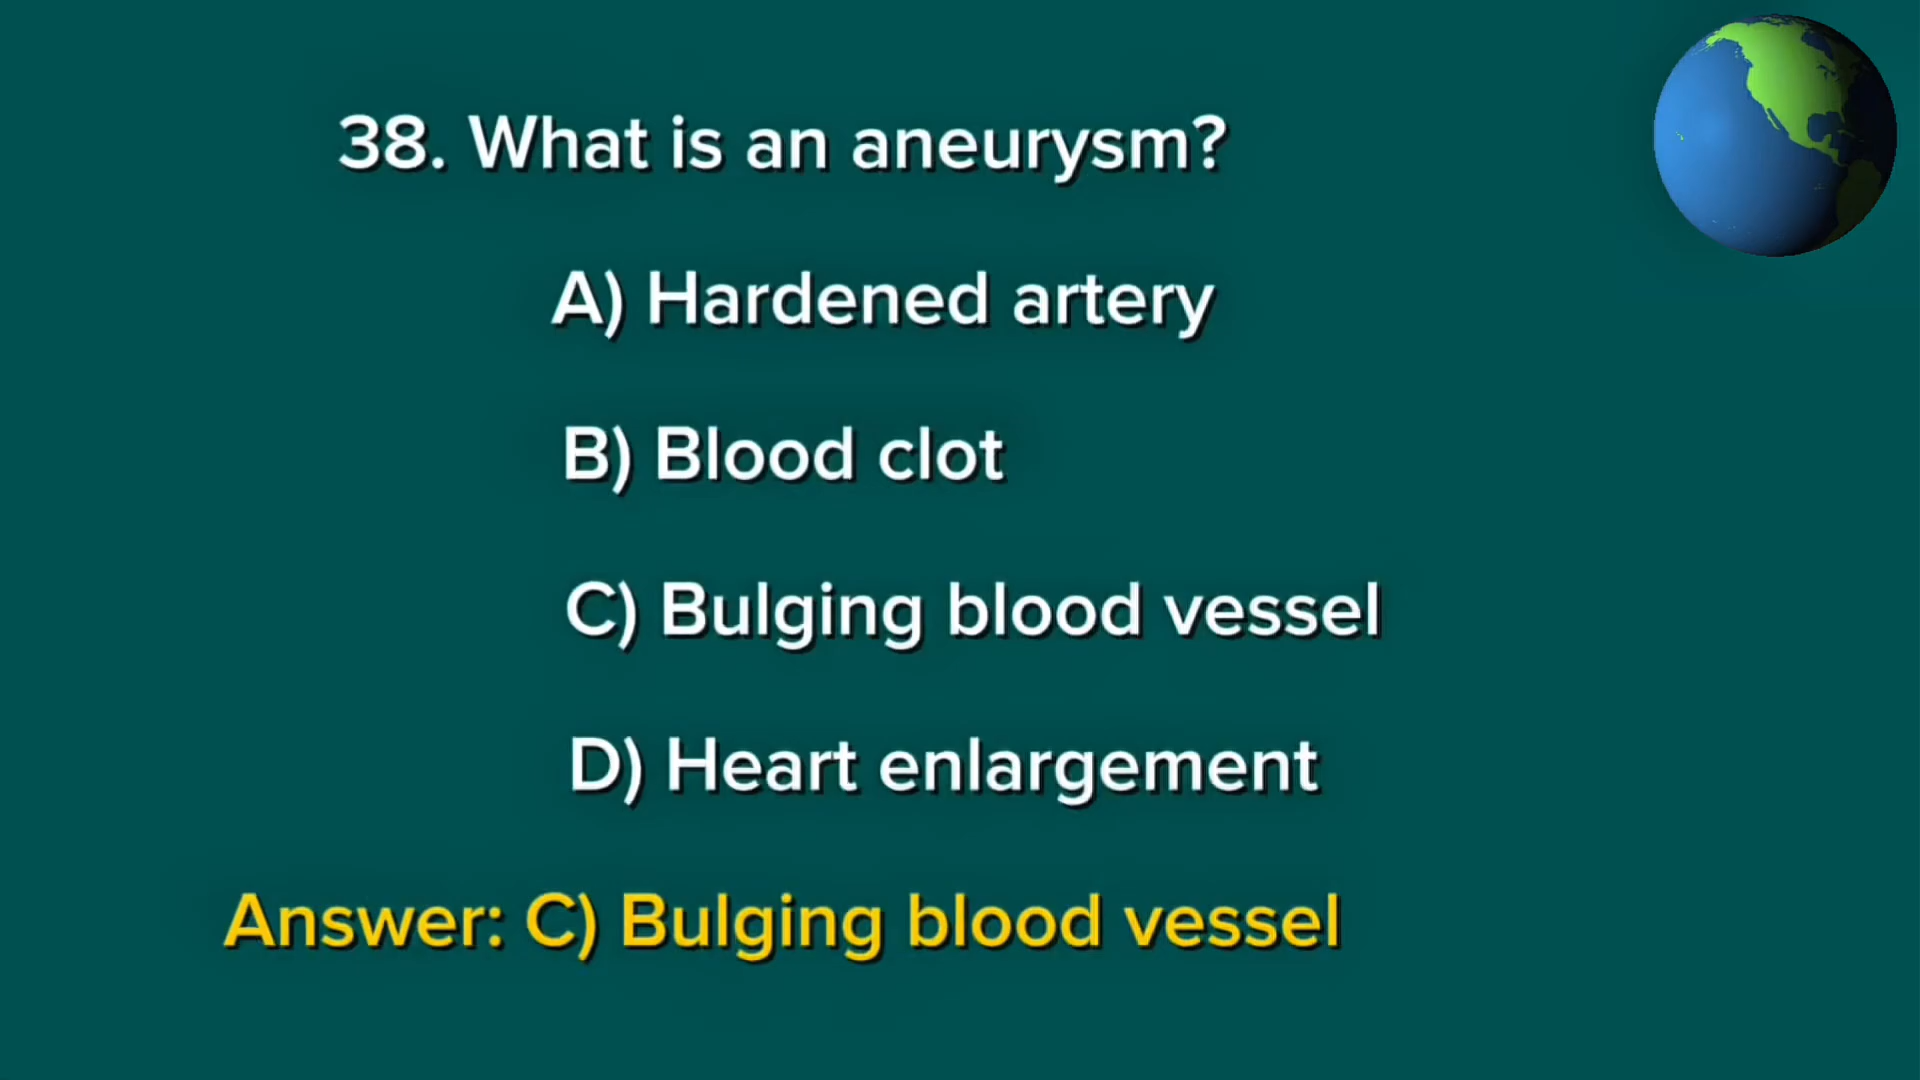 38. What is an aneurysm?
A) Hardened artery
B) Blood clot
C) Bulging blood vessel
D) Heart enlargement
Answer: C) Bulging blood vessel